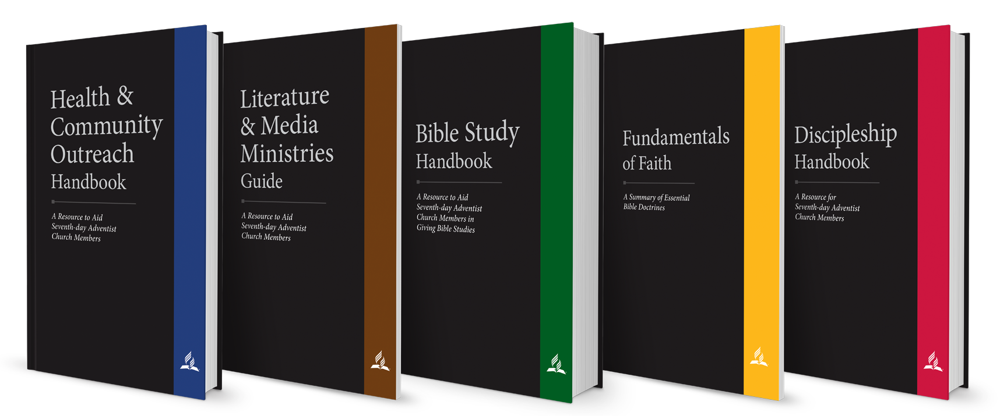 Health &
Community
Outreach
Handbook
A Resource to Aid
Seventh-day Adventist
Church Members
Literature
& Media
Ministries
Guide
A Resource to Aid
Seventh-day Adventist
Church Members
Bible Study
Handbook
A Resource to Aid
Seventh-day Adventist
Church Members in
Giving Bible Studies
Fundamentals
of Faith
A Summary of Essential
Bible Doctrines
Discipleship
Handbook
A Resource for
Seventh-day Adventist
Church Members